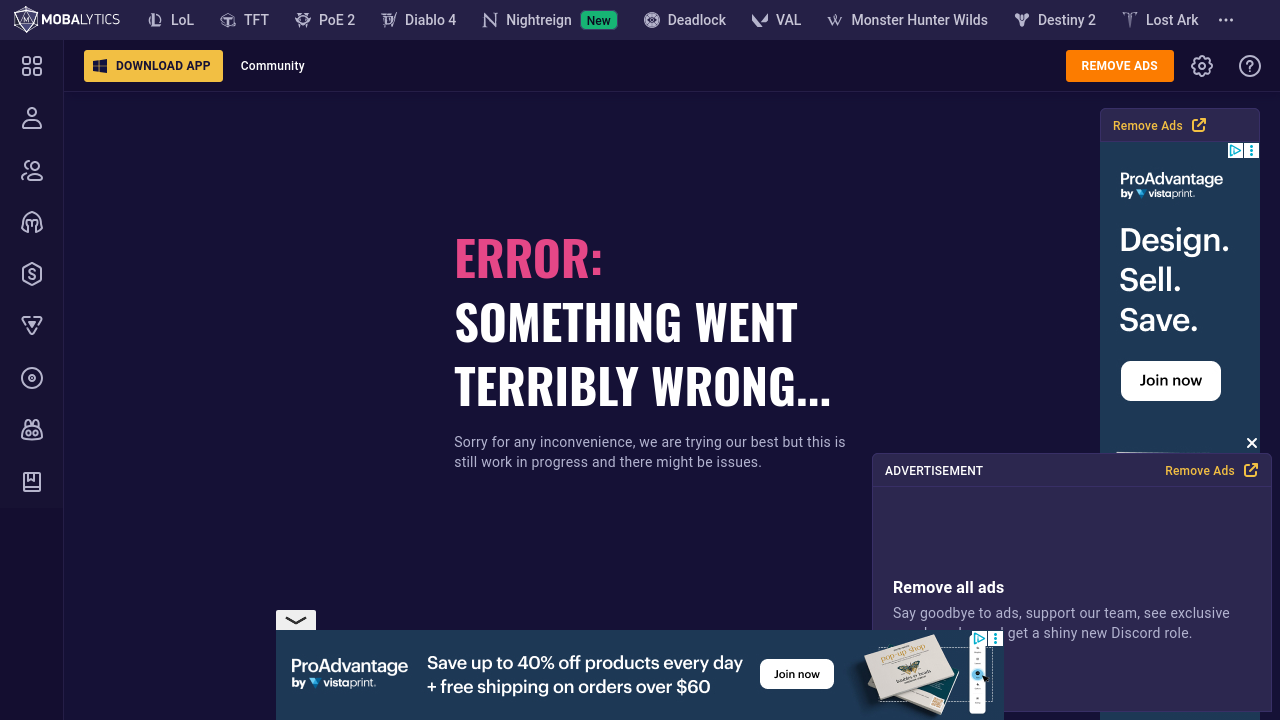 MOBALYTICS
LoL
TFT
PoE 2
Diablo 4
Nightreign
New
Deadlock
VAL
Monster Hunter Wilds
Destiny 2
Lost Ark
DOWNLOAD APP
Community
REMOVE ADS
Remove Ads
ProAdvantage
by vistaprint.
Design.
Sell.
Save.
Join now
ERROR:
SOMETHING WENT
TERRIBLY WRONG...
Sorry for any inconvenience, we are trying our best but this is
still work in progress and there might be issues.
ADVERTISEMENT
Remove Ads
Remove all ads
Say goodbye to ads, support our team, see exclusive
get a shiny new Discord role.
ProAdvantage
by vistaprint.
Save up to 40% off products every day
+ free shipping on orders over $60
Join now
pop-up shop